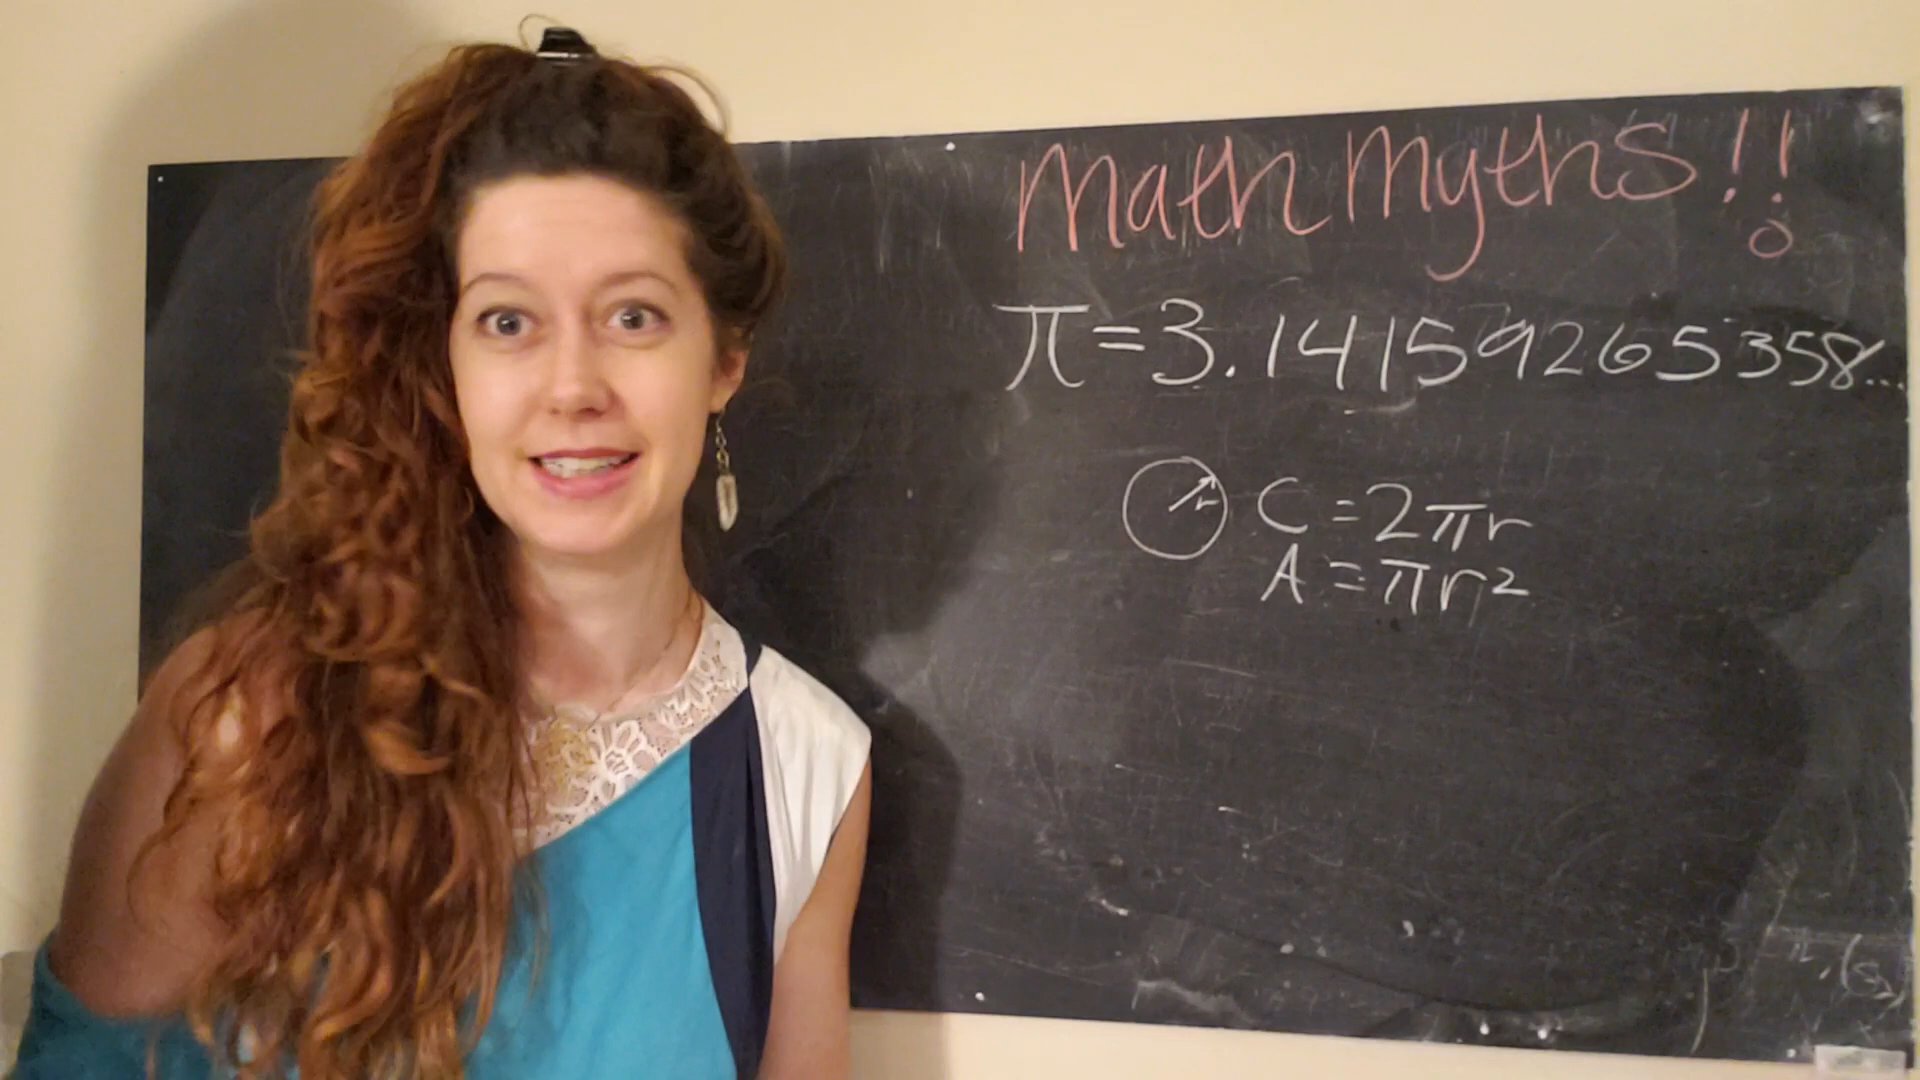 Math Myths!!
π=3.14159265358...
r
C=2πr
A=πr²